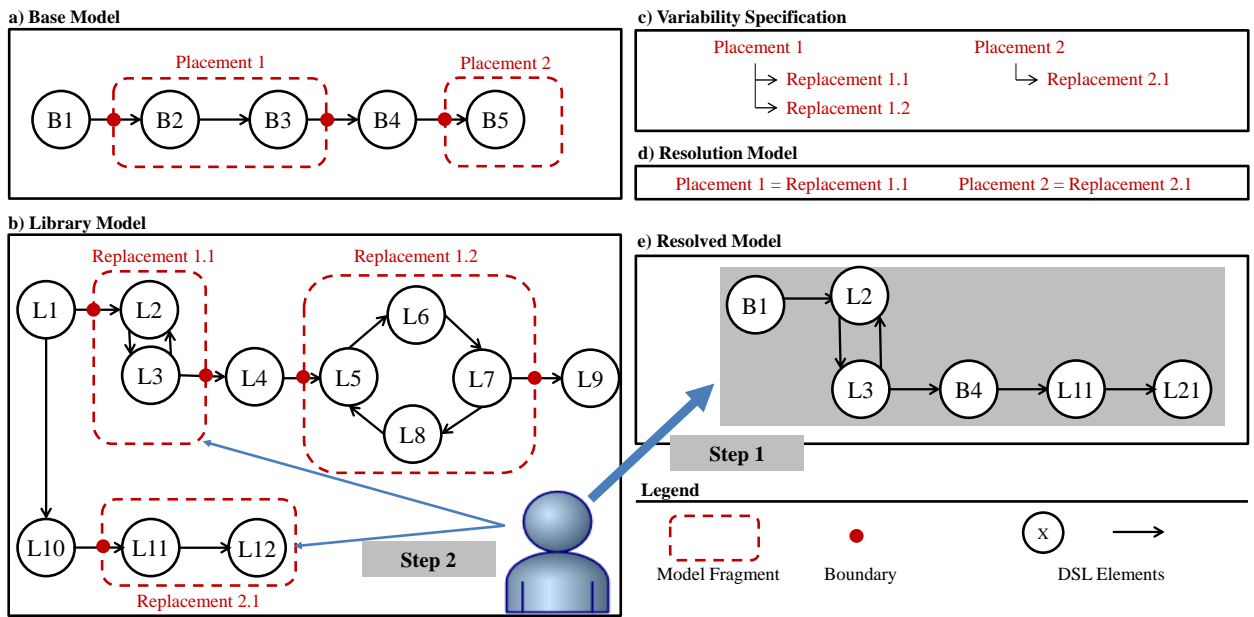 a) Base Model
Placement 1
Placement 2
B1
B2
B3
B4
B5
b) Library Model
Replacement 1.1
Replacement 1.2
L1
L2
L3
L4
L5
L6
L7
L8
L9
L10
L11
L12
Replacement 2.1
Step 2
c) Variability Specification
Placement 1
Replacement 1.1
Replacement 1.2
Placement 2
Replacement 2.1
d) Resolution Model
Placement 1 = Replacement 1.1
Placement 2 = Replacement 2.1
e) Resolved Model
B1
L2
L3
B4
L11
L21
Step 1
Legend
X
Model Fragment
Boundary
DSL Elements